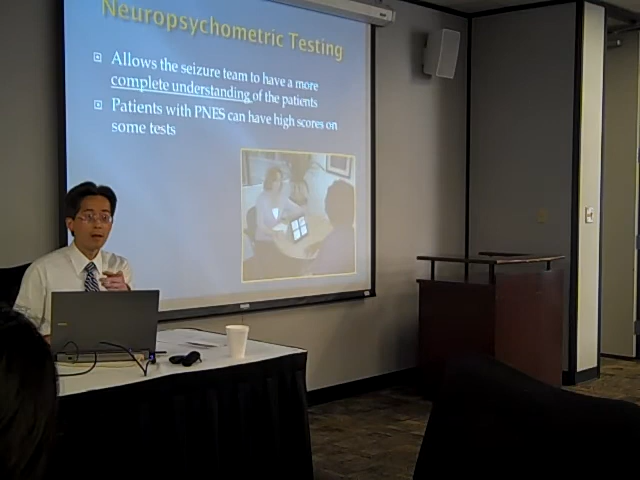 Neuropsychometric Testing
Allows the seizure team to have a more
complete understanding of the patients
Patients with PNES can have high scores on
some tests